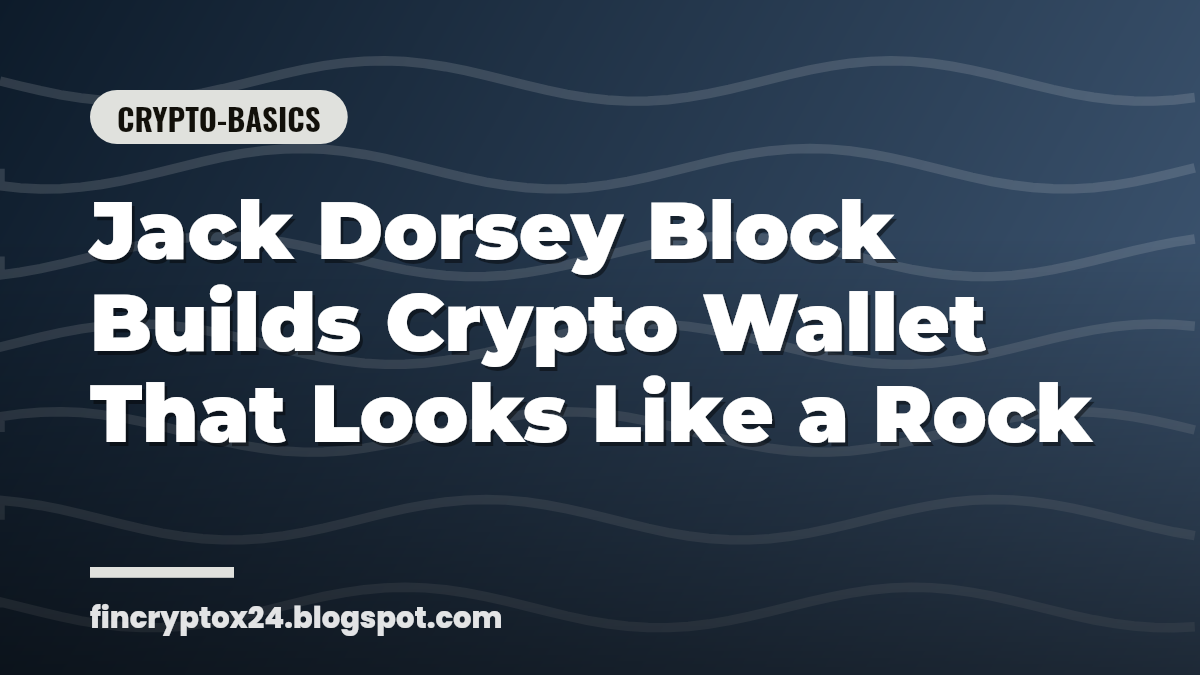 CRYPTO-BASICS
Jack Dorsey Block
Builds Crypto Wallet
That Looks Like a Rock
fincryptox24.blogspot.com